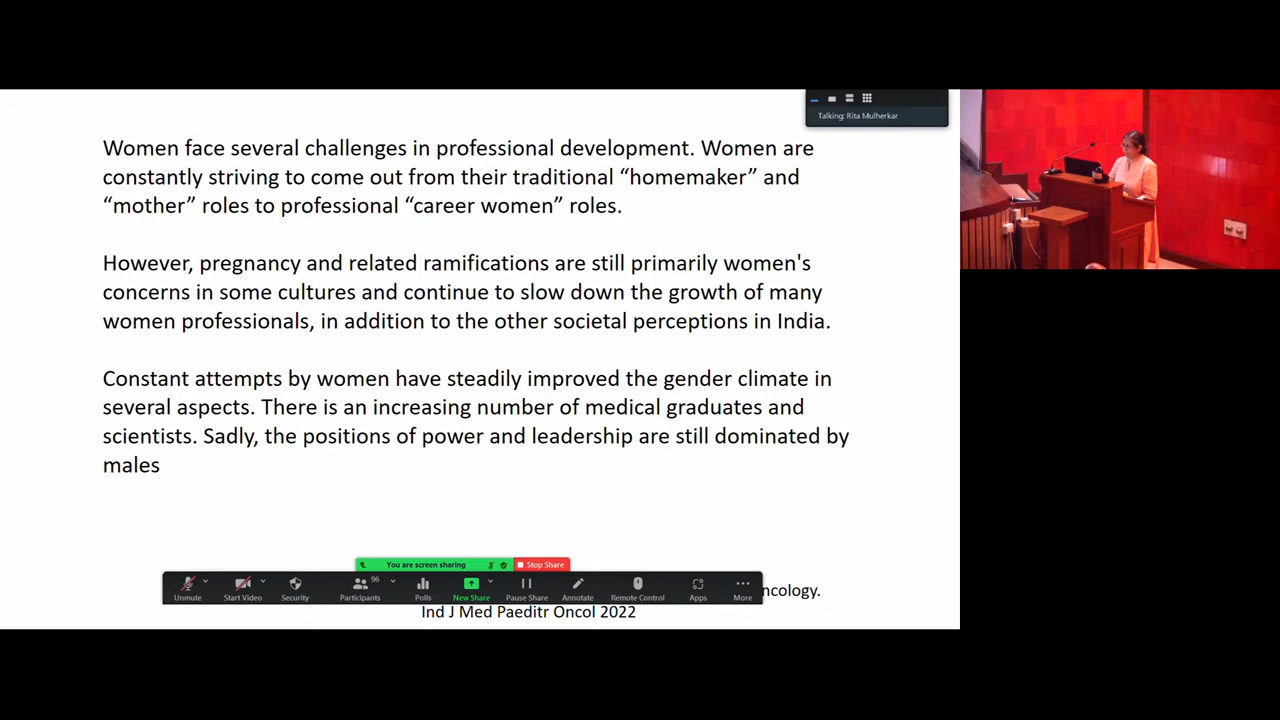 Talking: Rita Mulherkar
Women face several challenges in professional development. Women are
constantly striving to come out from their traditional “homemaker” and
“mother” roles to professional “career women” roles.
However, pregnancy and related ramifications are still primarily women's
concerns in some cultures and continue to slow down the growth of many
women professionals, in addition to the other societal perceptions in India.
Constant attempts by women have steadily improved the gender climate in
several aspects. There is an increasing number of medical graduates and
scientists. Sadly, the positions of power and leadership are still dominated by
males
You are screen sharing Stop Share
96
Unmute Start Video Security Participants Polls New Share Pause Share Annotate Remote Control Apps More
ncology.
Ind J Med Paeditr Oncol 2022